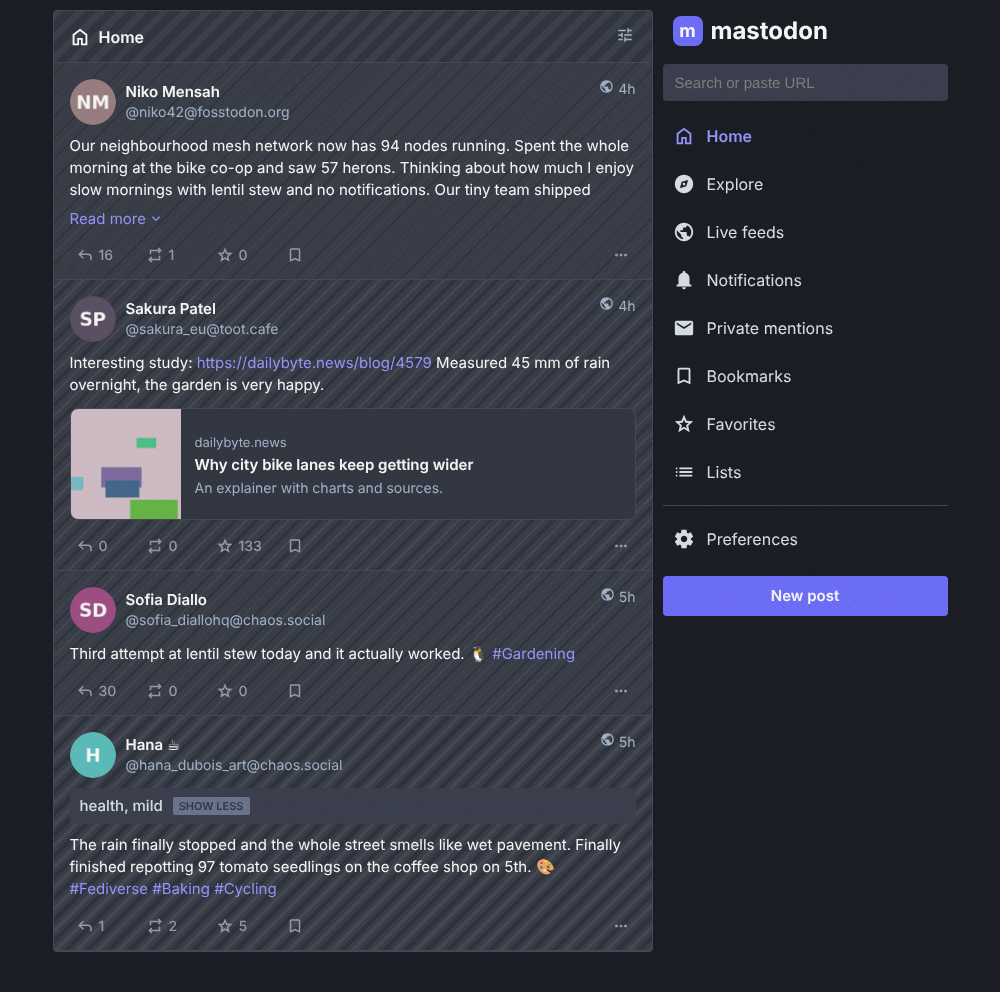 Home
NM
Niko Mensah
4h
@niko42@fosstodon.org
Our neighbourhood mesh network now has 94 nodes running. Spent the whole
morning at the bike co-op and saw 57 herons. Thinking about how much I enjoy
slow mornings with lentil stew and no notifications. Our tiny team shipped
Read more
16 1 0
SP
Sakura Patel
4h
@sakura_eu@toot.cafe
Interesting study: https://dailybyte.news/blog/4579 Measured 45 mm of rain
overnight, the garden is very happy.
dailybyte.news
Why city bike lanes keep getting wider
An explainer with charts and sources.
0 0 133
SD
Sofia Diallo
5h
@sofia_diallohq@chaos.social
Third attempt at lentil stew today and it actually worked. 🐧 #Gardening
30 0 0
H
Hana ☕
5h
@hana_dubois_art@chaos.social
health, mild SHOW LESS
The rain finally stopped and the whole street smells like wet pavement. Finally
finished repotting 97 tomato seedlings on the coffee shop on 5th. 🎨
#Fediverse #Baking #Cycling
1 2 5
m mastodon
Search or paste URL
Home
Explore
Live feeds
Notifications
Private mentions
Bookmarks
Favorites
Lists
Preferences
New post